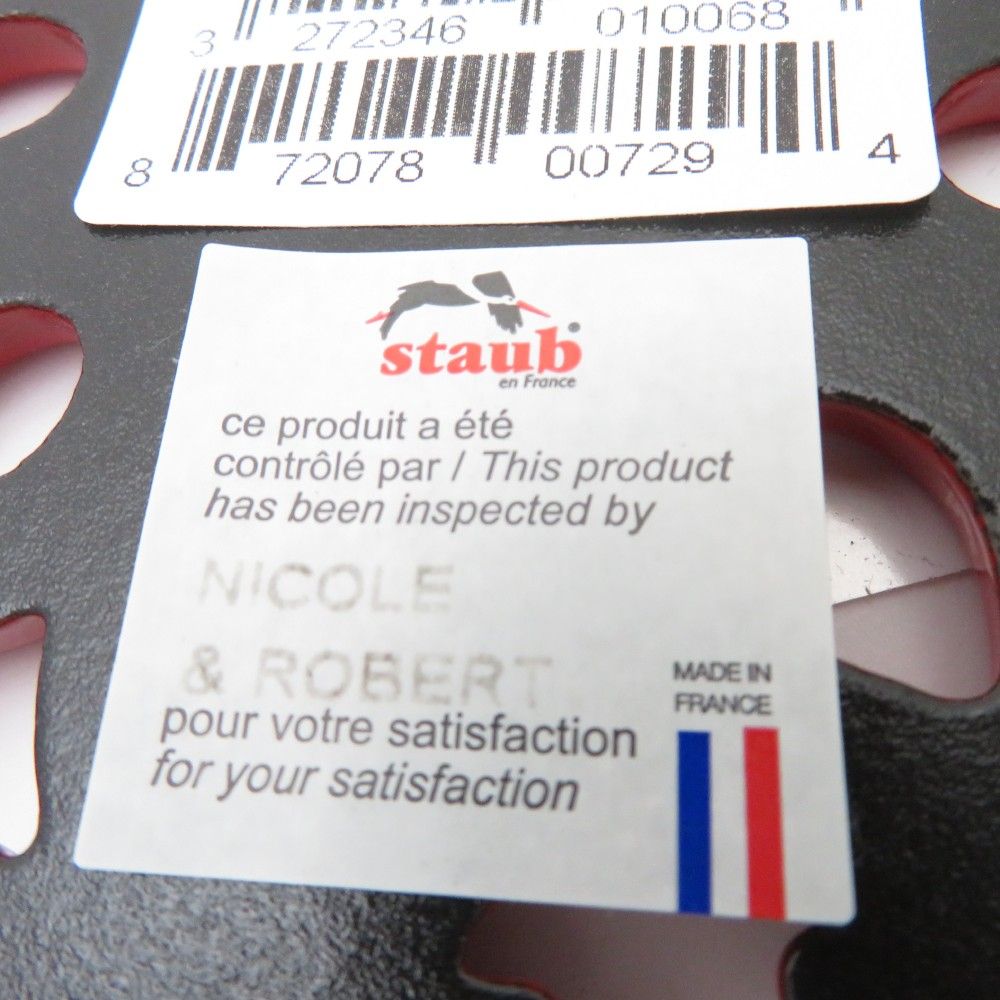 3 272346 010068
8 72078 00729 4
staub
en France
ce produit a été
contrôlé par / This product
has been inspected by
NICOLE
& ROBERT
pour votre satisfaction
for your satisfaction
MADE IN
FRANCE